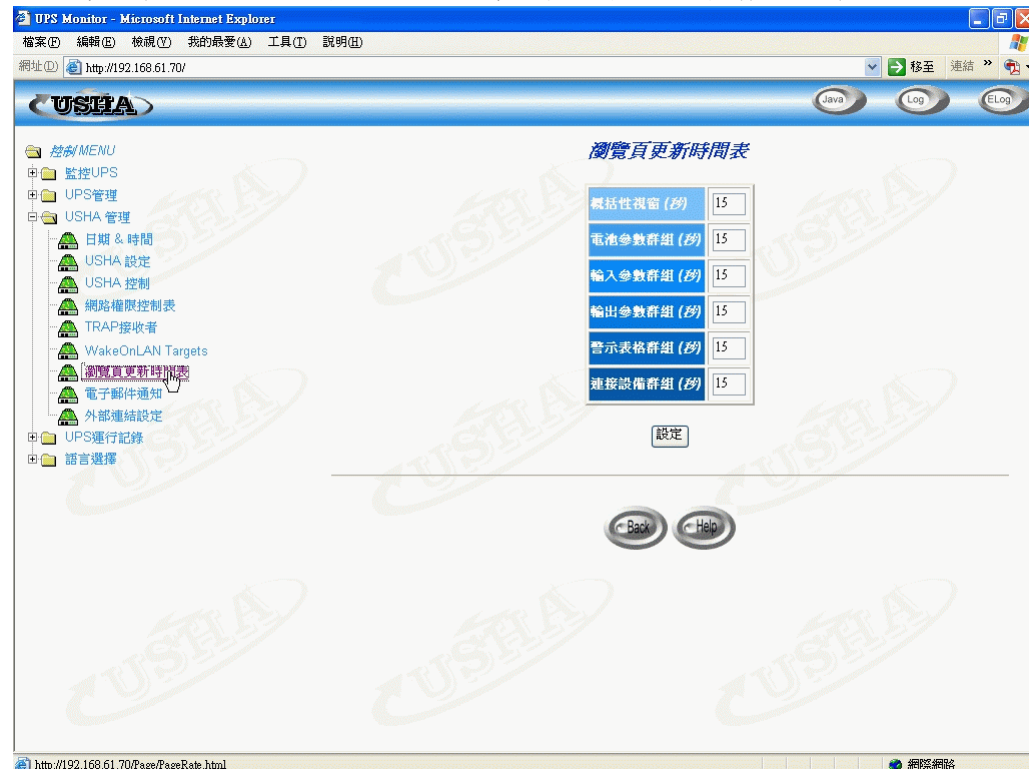 UPS Monitor - Microsoft Internet Explorer
檔案(F) 編輯(E) 檢視(V) 我的最愛(A) 工具(T) 說明(H)
網址(D) http://192.168.61.70/ 移至 連結 »
USHA Java Log ELog
控制MENU
監控UPS
UPS管理
USHA 管理
日期 & 時間
USHA 設定
USHA 控制
網路權限控制表
TRAP接收者
WakeOnLAN Targets
瀏覽頁更新時間表
電子郵件通知
外部連結設定
UPS運行記錄
語言選擇
瀏覽頁更新時間表
概括性視窗 (秒) 15
電池參數群組 (秒) 15
輸入參數群組 (秒) 15
輸出參數群組 (秒) 15
警示表格群組 (秒) 15
連接設備群組 (秒) 15
設定
Back Help
http://192.168.61.70/Page/PageRate.html 網際網路